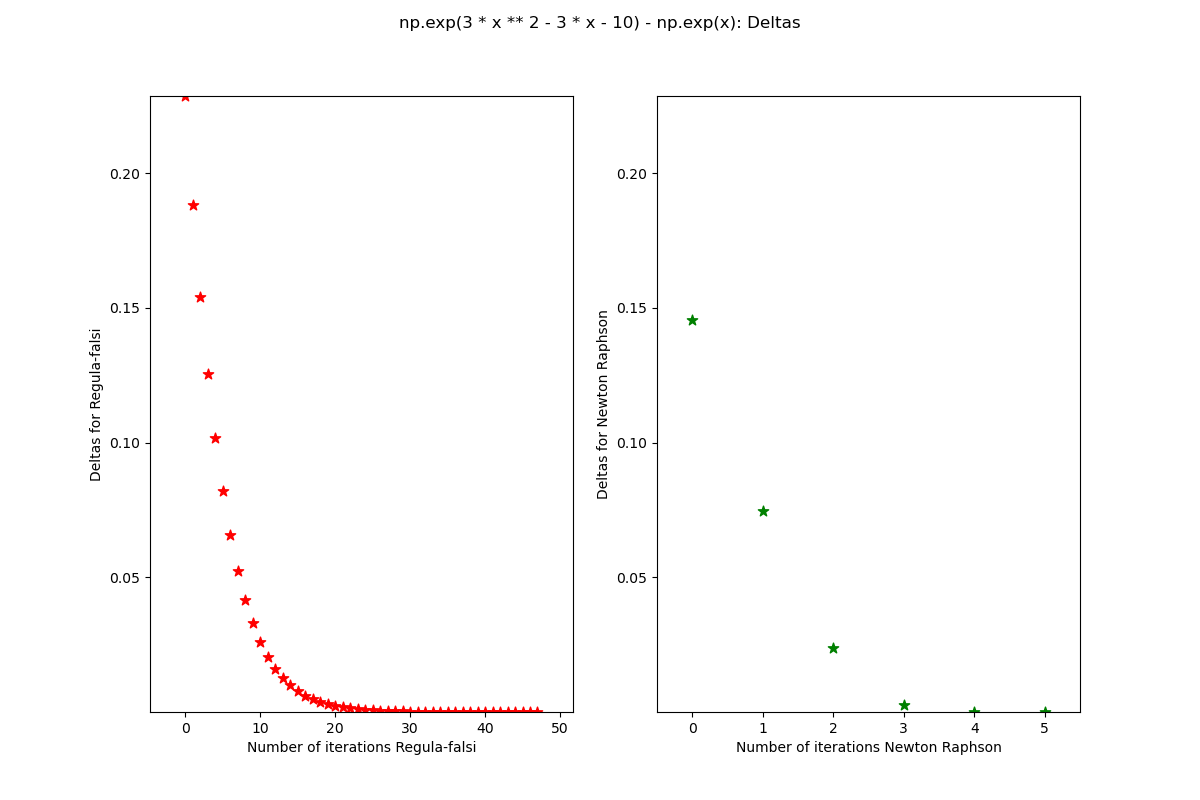 np.exp(3 * x ** 2 - 3 * x - 10) - np.exp(x): Deltas
Deltas for Regula-falsi
0.20
0.15
0.10
0.05
0 10 20 30 40 50
Number of iterations Regula-falsi
Deltas for Newton Raphson
0.20
0.15
0.10
0.05
0 1 2 3 4 5
Number of iterations Newton Raphson